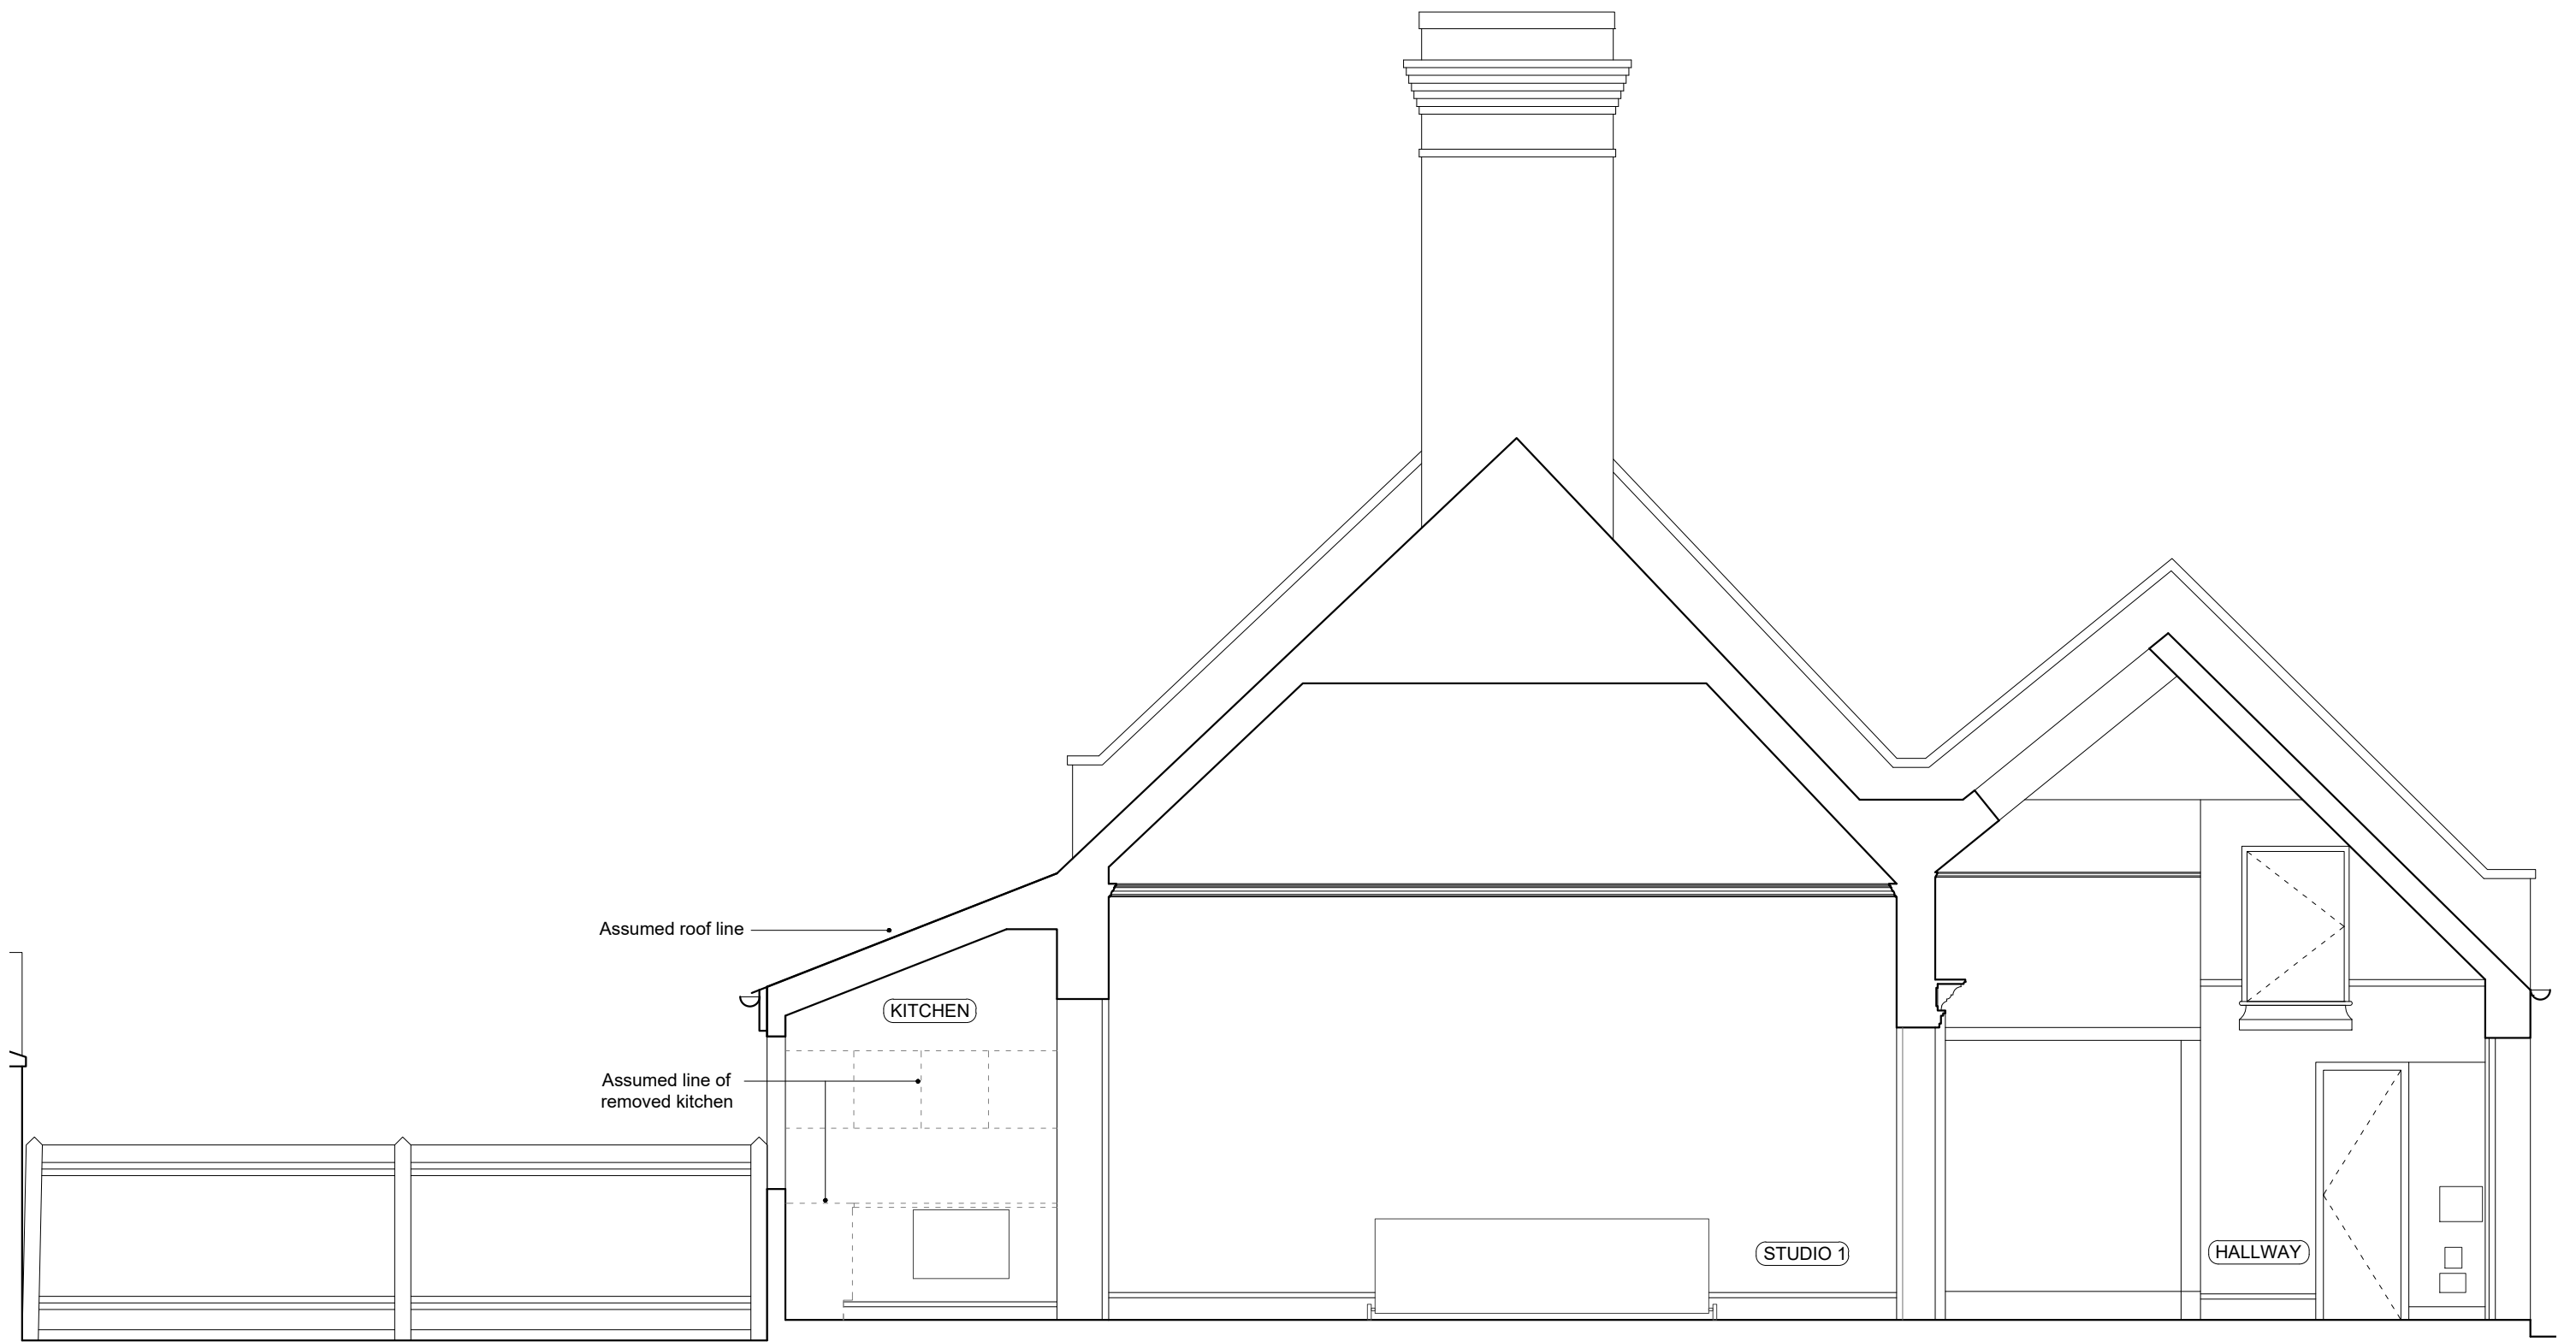 Assumed roof line
KITCHEN
Assumed line of
removed kitchen
STUDIO 1
HALLWAY